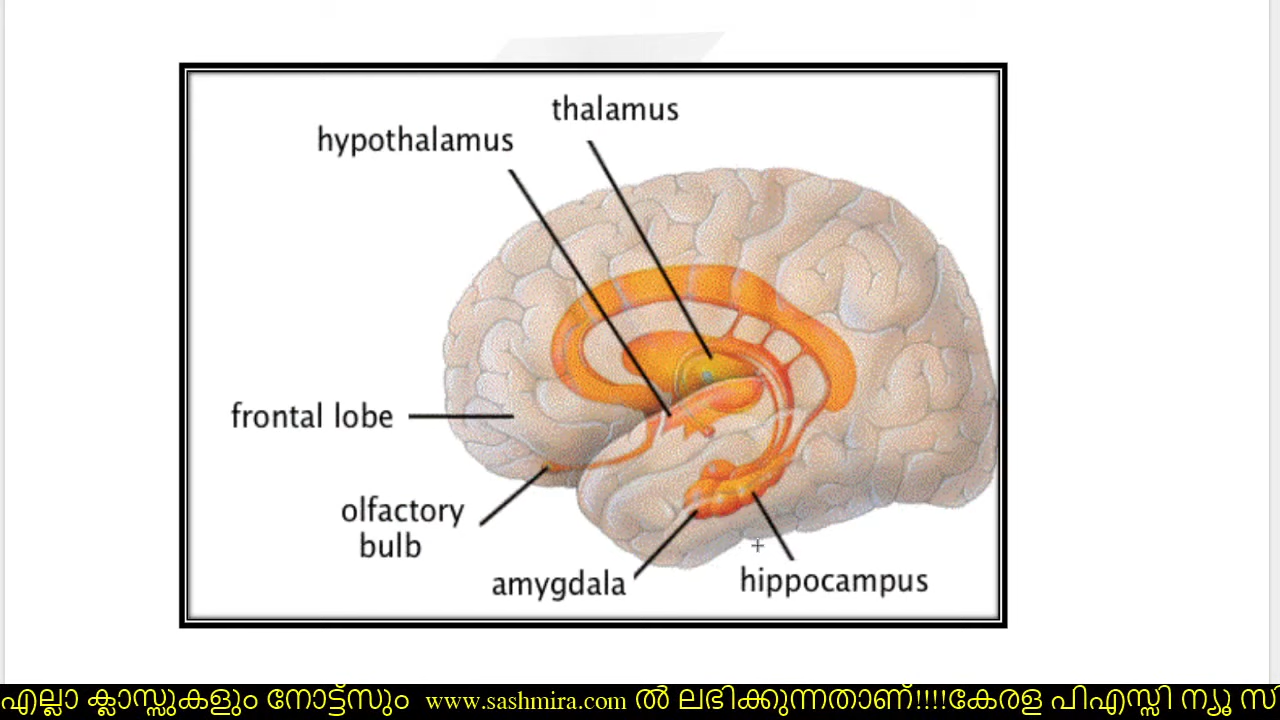 thalamus
hypothalamus
frontal lobe
olfactory
bulb
amygdala
hippocampus
എല്ലാ ക്ലാസ്സുകളും നോട്ട്സും www.sashmira.com ൽ ലഭിക്കുന്നതാണ്!!!!കേരള പിഎസ്സി ന്യൂ